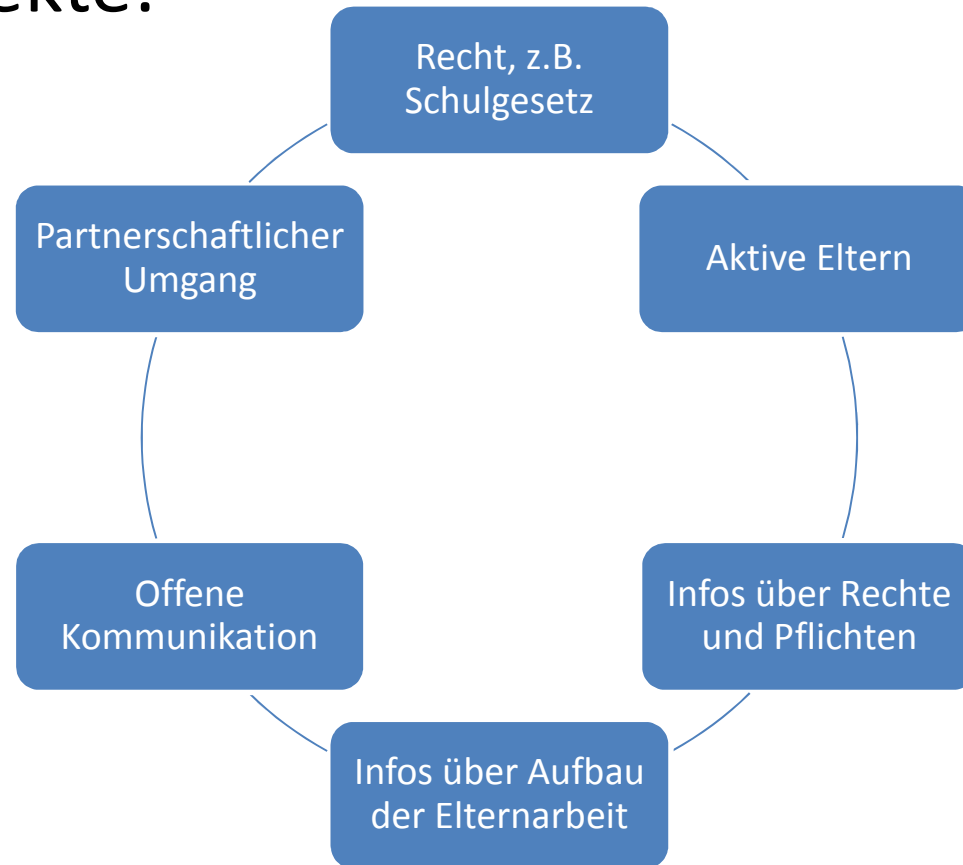 Recht, z.B.
Schulgesetz
Aktive Eltern
Infos über Rechte
und Pflichten
Infos über Aufbau
der Elternarbeit
Offene
Kommunikation
Partnerschaftlicher
Umgang